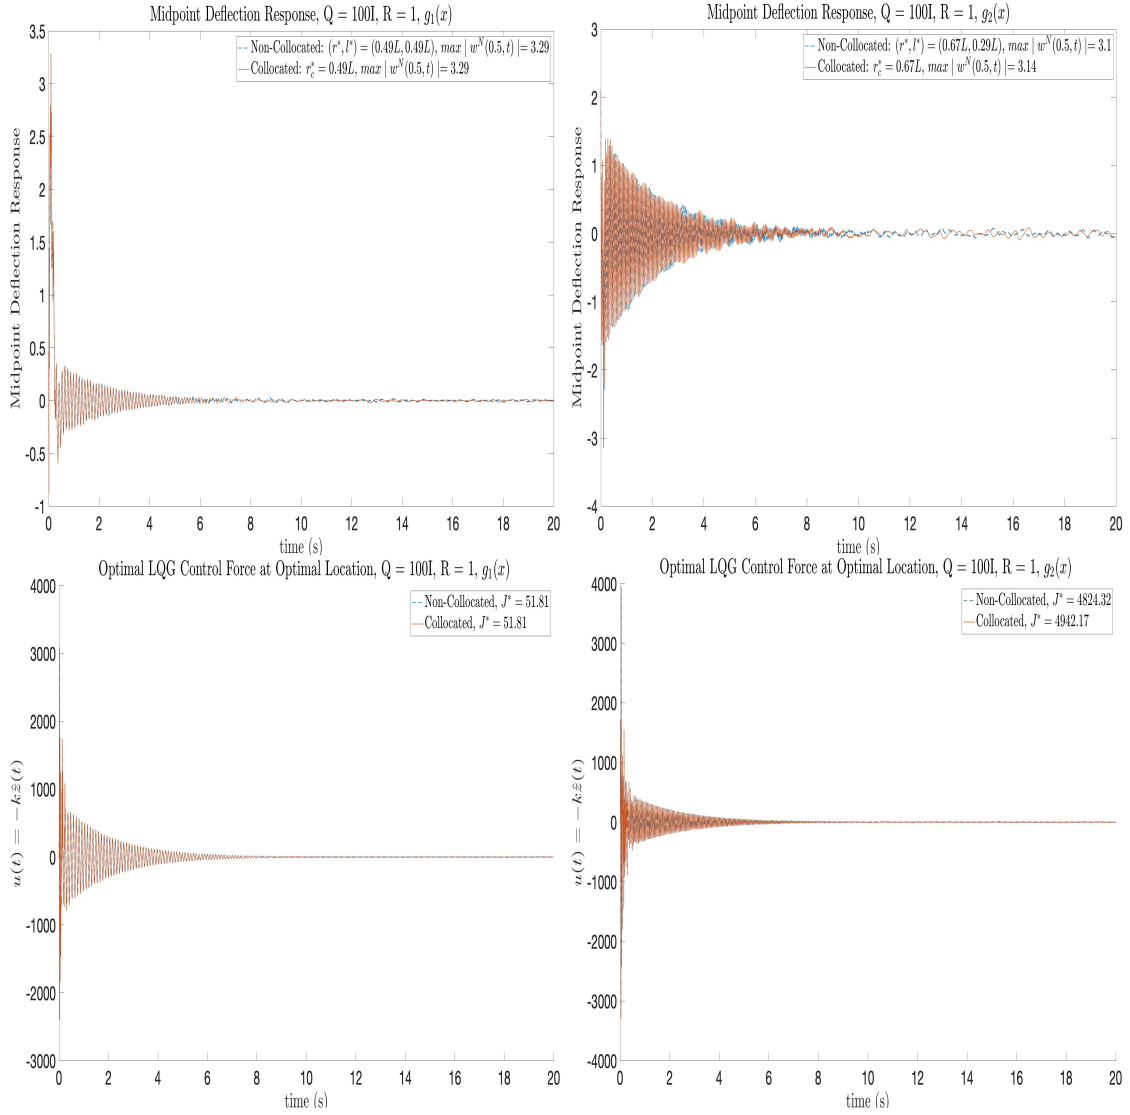 Midpoint Deflection Response, Q = 100I, R = 1, g₁(x)
Non-Collocated: (r*, l*) = (0.49L, 0.49L), max | w^N(0.5, t) |= 3.29
Collocated: r_c* = 0.49L, max | w^N(0.5, t) |= 3.29
Midpoint Deflection Response
3.5
3
2.5
2
1.5
1
0.5
0
-0.5
-1
0 2 4 6 8 10 12 14 16 18 20
time (s)
Midpoint Deflection Response, Q = 100I, R = 1, g₂(x)
Non-Collocated: (r*, l*) = (0.67L, 0.29L), max | w^N(0.5, t) |= 3.1
Collocated: r_c* = 0.67L, max | w^N(0.5, t) |= 3.14
Midpoint Deflection Response
3
2
1
0
-1
-2
-3
-4
0 2 4 6 8 10 12 14 16 18 20
time (s)
Optimal LQG Control Force at Optimal Location, Q = 100I, R = 1, g₁(x)
Non-Collocated, J* = 51.81
Collocated, J* = 51.81
u(t) = −kẑ(t)
4000
3000
2000
1000
0
-1000
-2000
-3000
0 2 4 6 8 10 12 14 16 18 20
time (s)
Optimal LQG Control Force at Optimal Location, Q = 100I, R = 1, g₂(x)
Non-Collocated, J* = 4824.32
Collocated, J* = 4942.17
u(t) = −kẑ(t)
4000
3000
2000
1000
0
-1000
-2000
-3000
-4000
0 2 4 6 8 10 12 14 16 18 20
time (s)